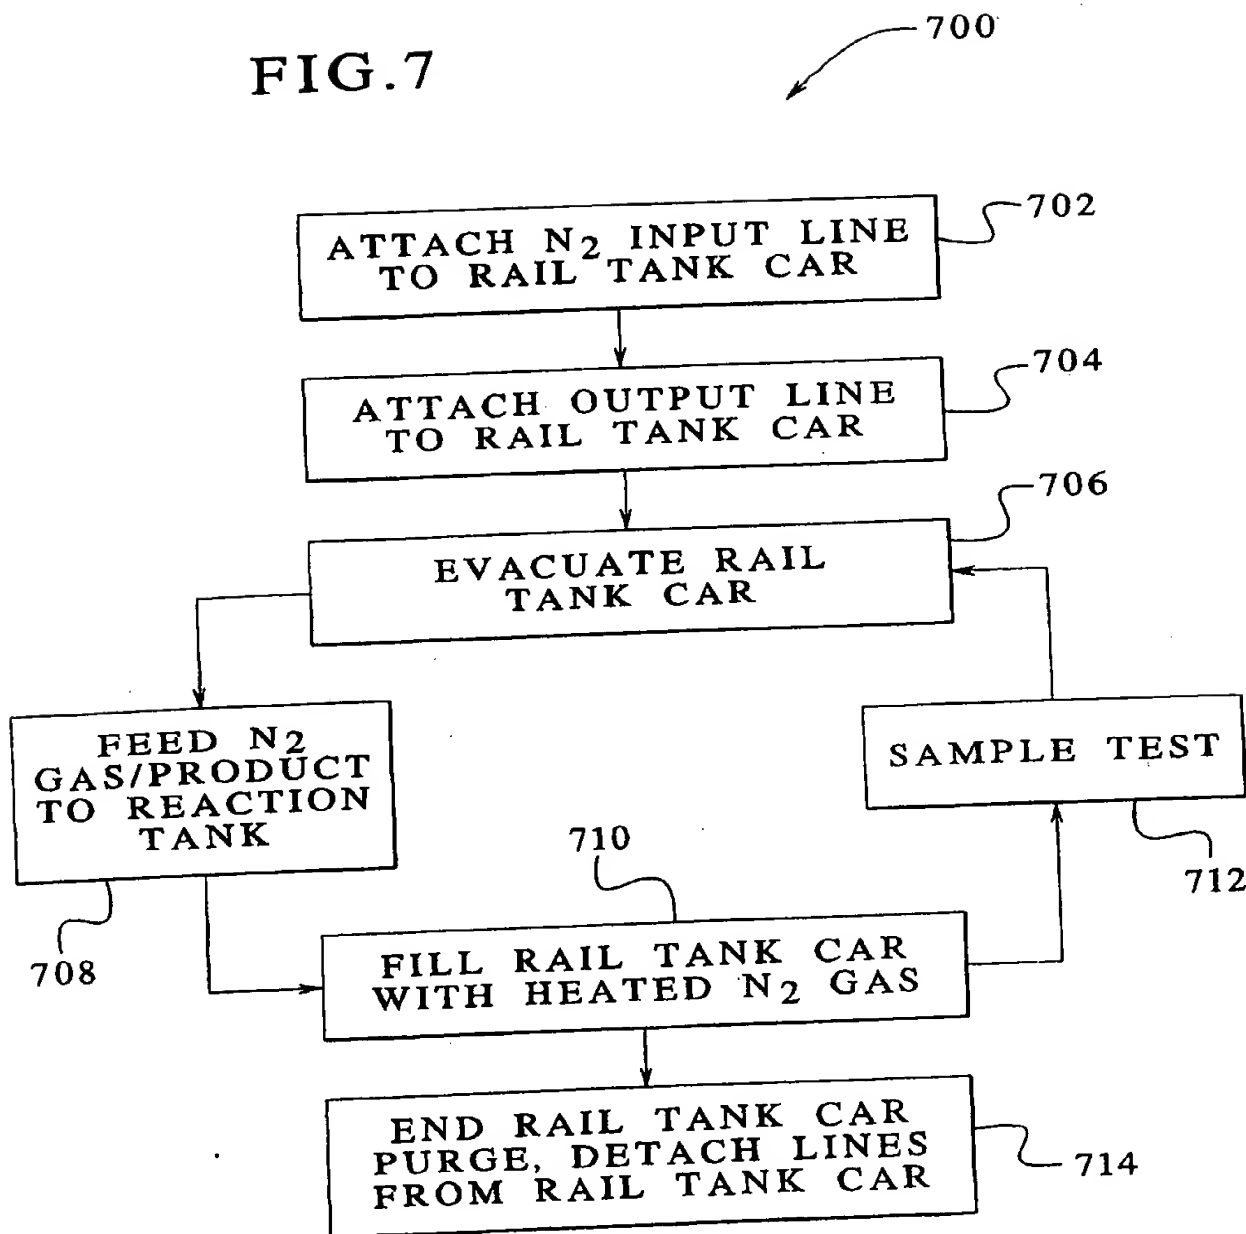 FIG.7
700
ATTACH N2 INPUT LINE
TO RAIL TANK CAR
702
ATTACH OUTPUT LINE
TO RAIL TANK CAR
704
706
EVACUATE RAIL
TANK CAR
FEED N2
GAS/PRODUCT
TO REACTION
TANK
708
SAMPLE TEST
712
710
FILL RAIL TANK CAR
WITH HEATED N2 GAS
END RAIL TANK CAR
PURGE, DETACH LINES
FROM RAIL TANK CAR
714